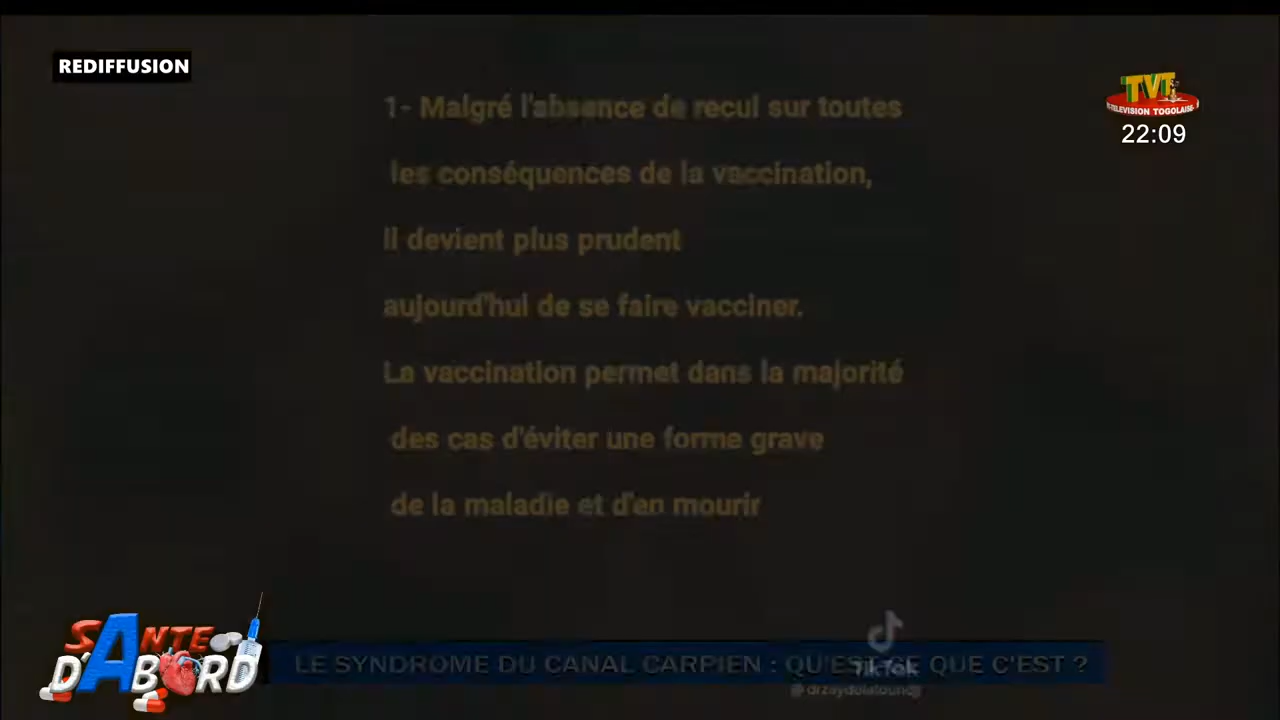 REDIFFUSION
TVT
TELEVISION TOGOLAISE
22:09
1- Malgré l'absence de recul sur toutes
les conséquences de la vaccination,
Il devient plus prudent
aujourd'hui de se faire vacciner.
La vaccination permet dans la majorité
des cas d'éviter une forme grave
de la maladie et d'en mourir
SANTE
D'ABORD
LE SYNDROME DU CANAL CARPIEN : QU'EST CE QUE C'EST ?
TikTok